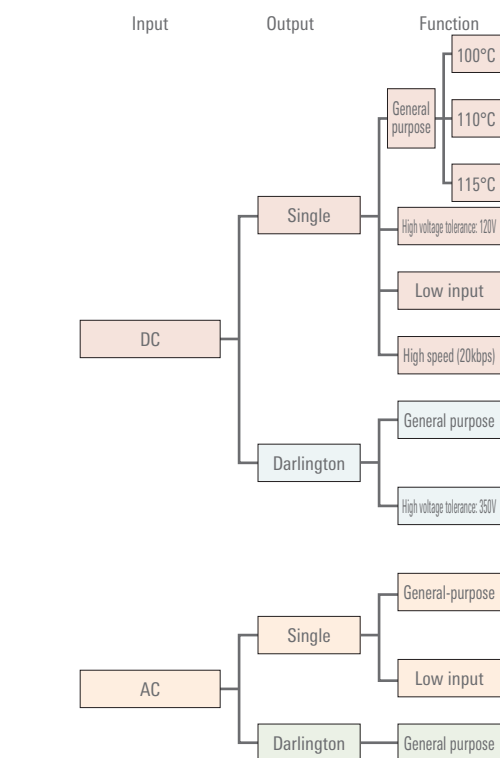 Input Output Function
100°C
General
purpose
110°C
115°C
Single
High voltage tolerance: 120V
Low input
DC
High speed (20kbps)
General purpose
Darlington
High voltage tolerance: 350V
General-purpose
Single
Low input
AC
Darlington
General purpose